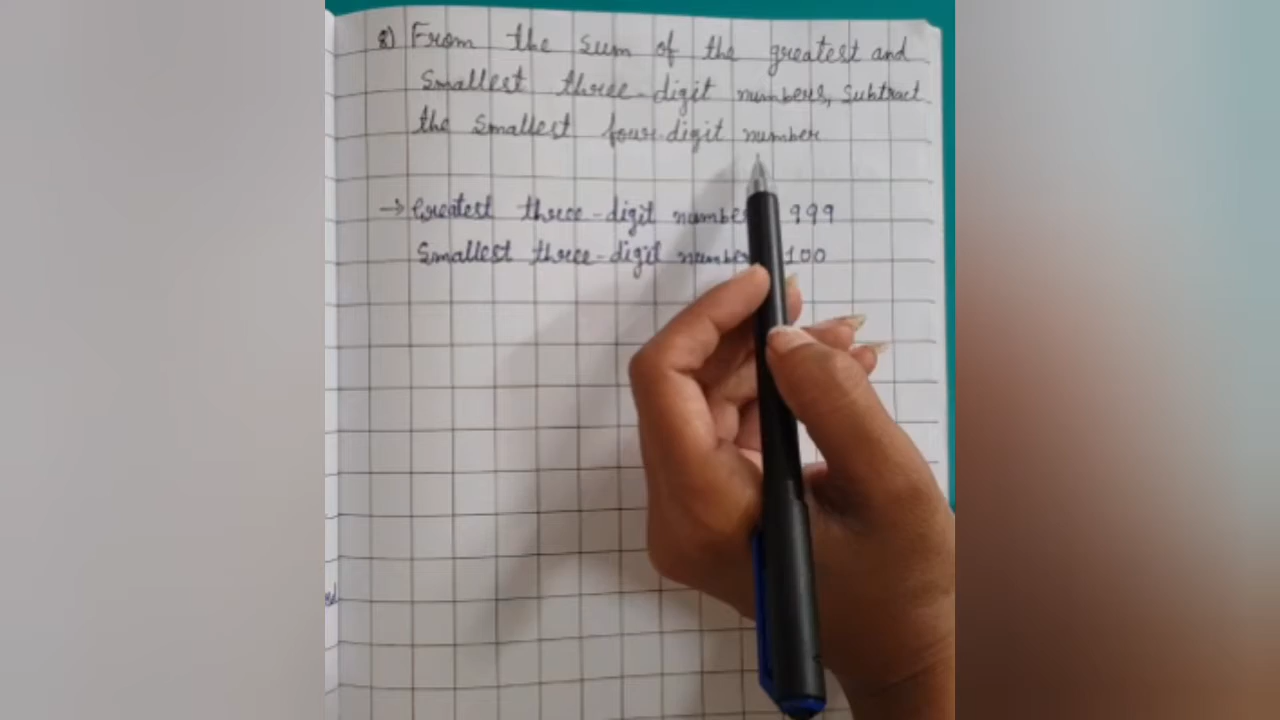 8) From the sum of the greatest and
smallest three-digit numbers, subtract
the smallest four digit number
→ Greatest three-digit number 999
Smallest three-digit number 100